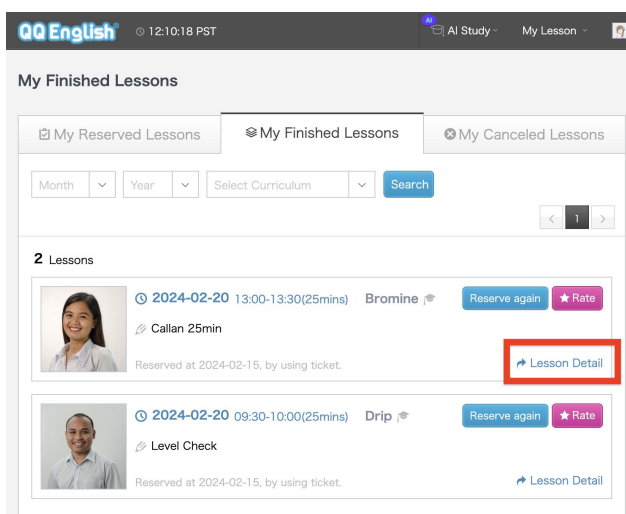 QQ English 12:10:18 PST AI AI Study My Lesson
My Finished Lessons
My Reserved Lessons My Finished Lessons My Canceled Lessons
Month Year Select Curriculum Search
< 1 >
2 Lessons
2024-02-20 13:00-13:30(25mins) Bromine Reserve again Rate
Callan 25min
Reserved at 2024-02-15, by using ticket. Lesson Detail
2024-02-20 09:30-10:00(25mins) Drip Reserve again Rate
Level Check
Reserved at 2024-02-15, by using ticket. Lesson Detail